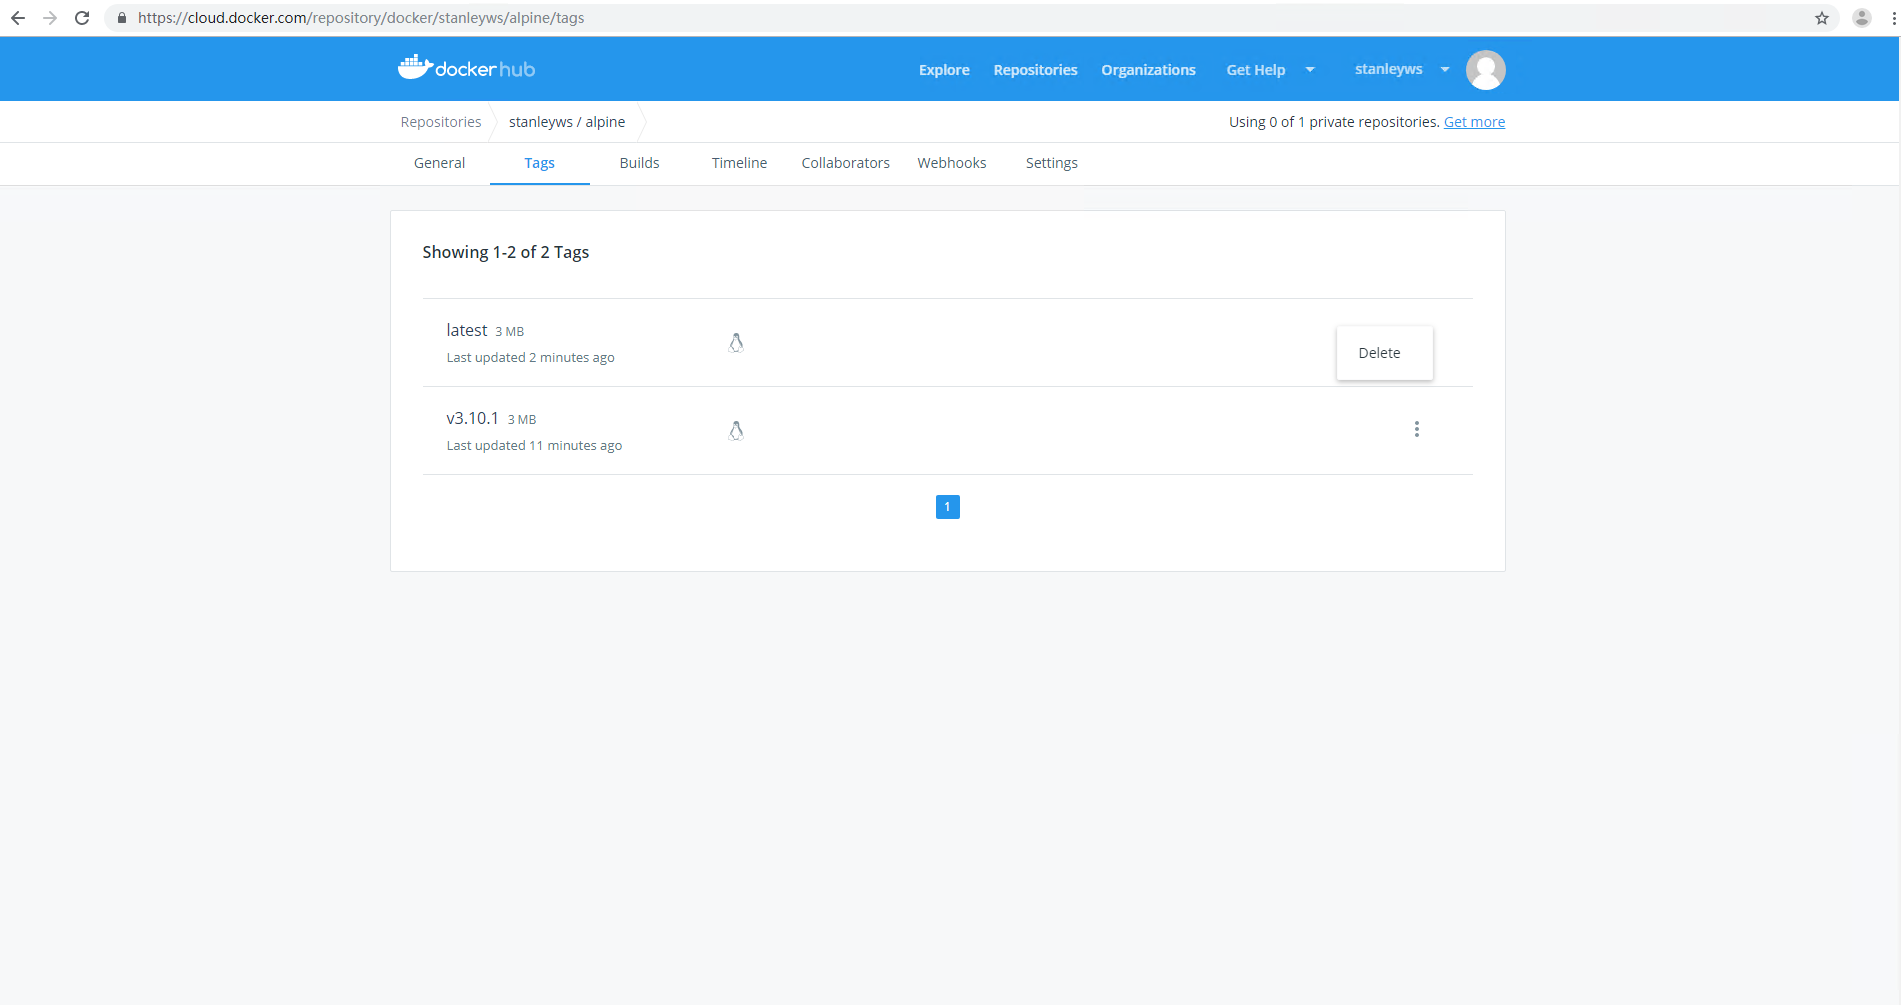 https://cloud.docker.com/repository/docker/stanleyws/alpine/tags
docker hub
Explore Repositories Organizations Get Help stanleyws
Repositories stanleyws / alpine Using 0 of 1 private repositories. Get more
General Tags Builds Timeline Collaborators Webhooks Settings
Showing 1-2 of 2 Tags
latest 3 MB
Last updated 2 minutes ago
Delete
v3.10.1 3 MB
Last updated 11 minutes ago
1